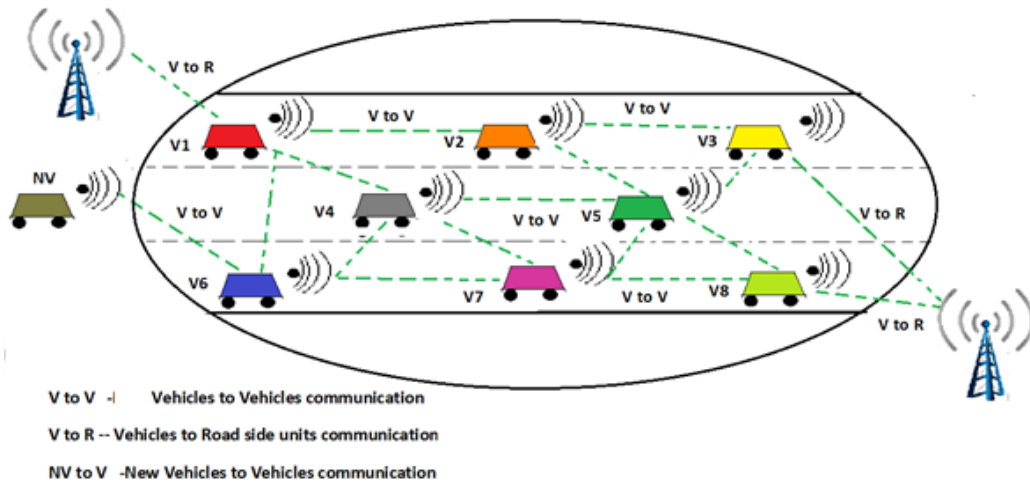 V to R
V to V
V to V
V1
V2
V3
NV
V to V
V4
V to V
V5
V to R
V6
V7
V to V
V8
V to R
V to V -l Vehicles to Vehicles communication
V to R -- Vehicles to Road side units communication
NV to V -New Vehicles to Vehicles communication